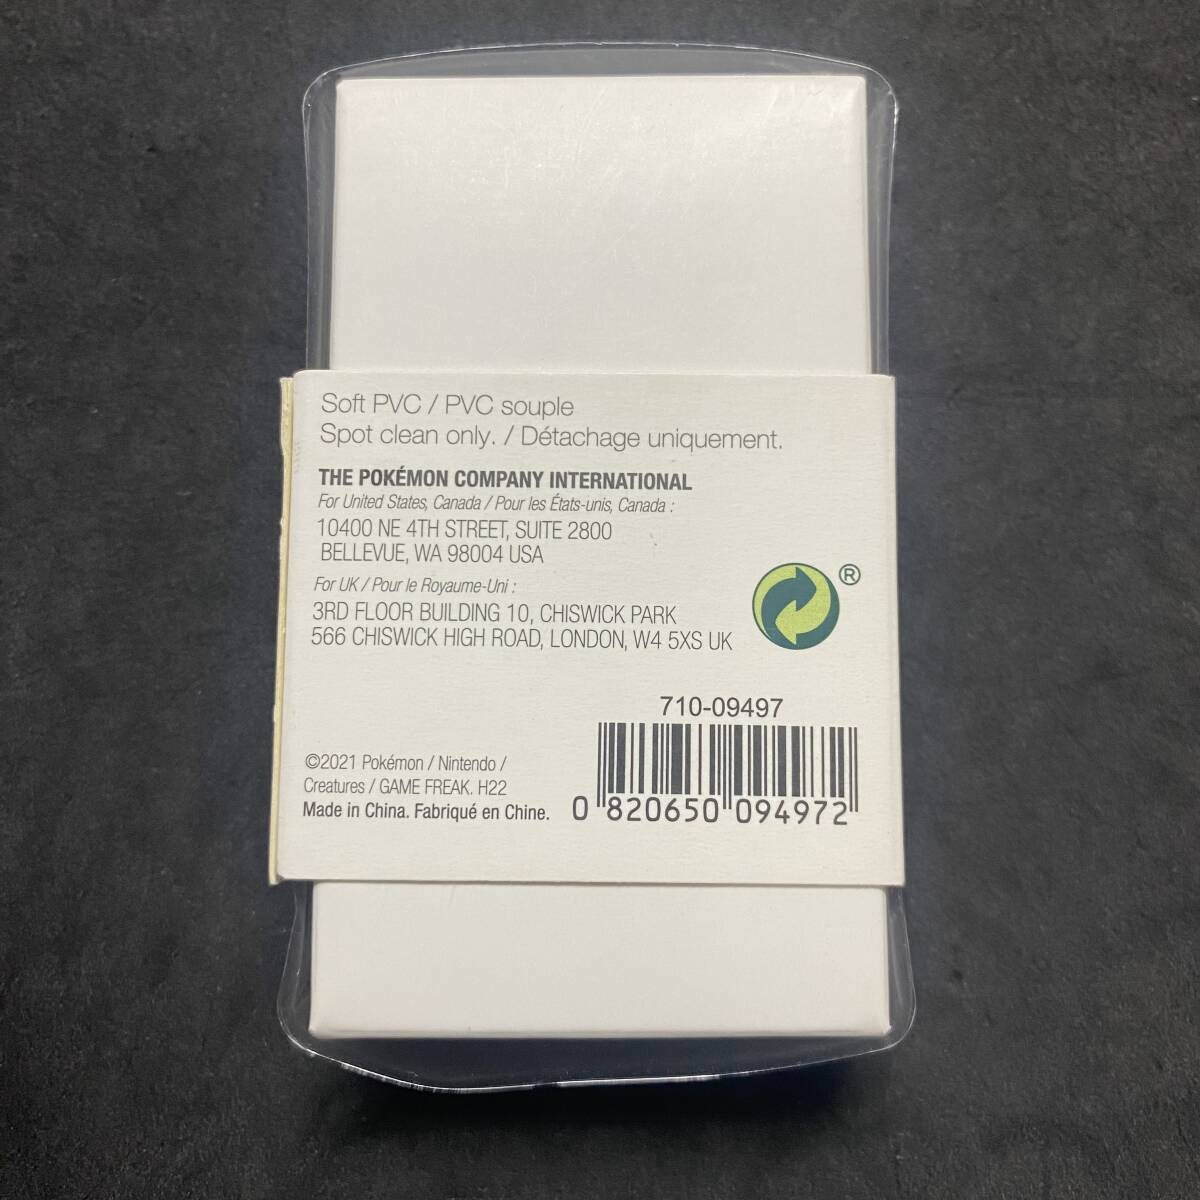 Soft PVC / PVC souple
Spot clean only. / Détachage uniquement.
THE POKÉMON COMPANY INTERNATIONAL
For United States, Canada / Pour les États-unis, Canada :
10400 NE 4TH STREET, SUITE 2800
BELLEVUE, WA 98004 USA
For UK / Pour le Royaume-Uni :
3RD FLOOR BUILDING 10, CHISWICK PARK
566 CHISWICK HIGH ROAD, LONDON, W4 5XS UK
®
710-09497
©2021 Pokémon / Nintendo /
Creatures / GAME FREAK. H22
Made in China. Fabriqué en Chine.
0 820650 094972